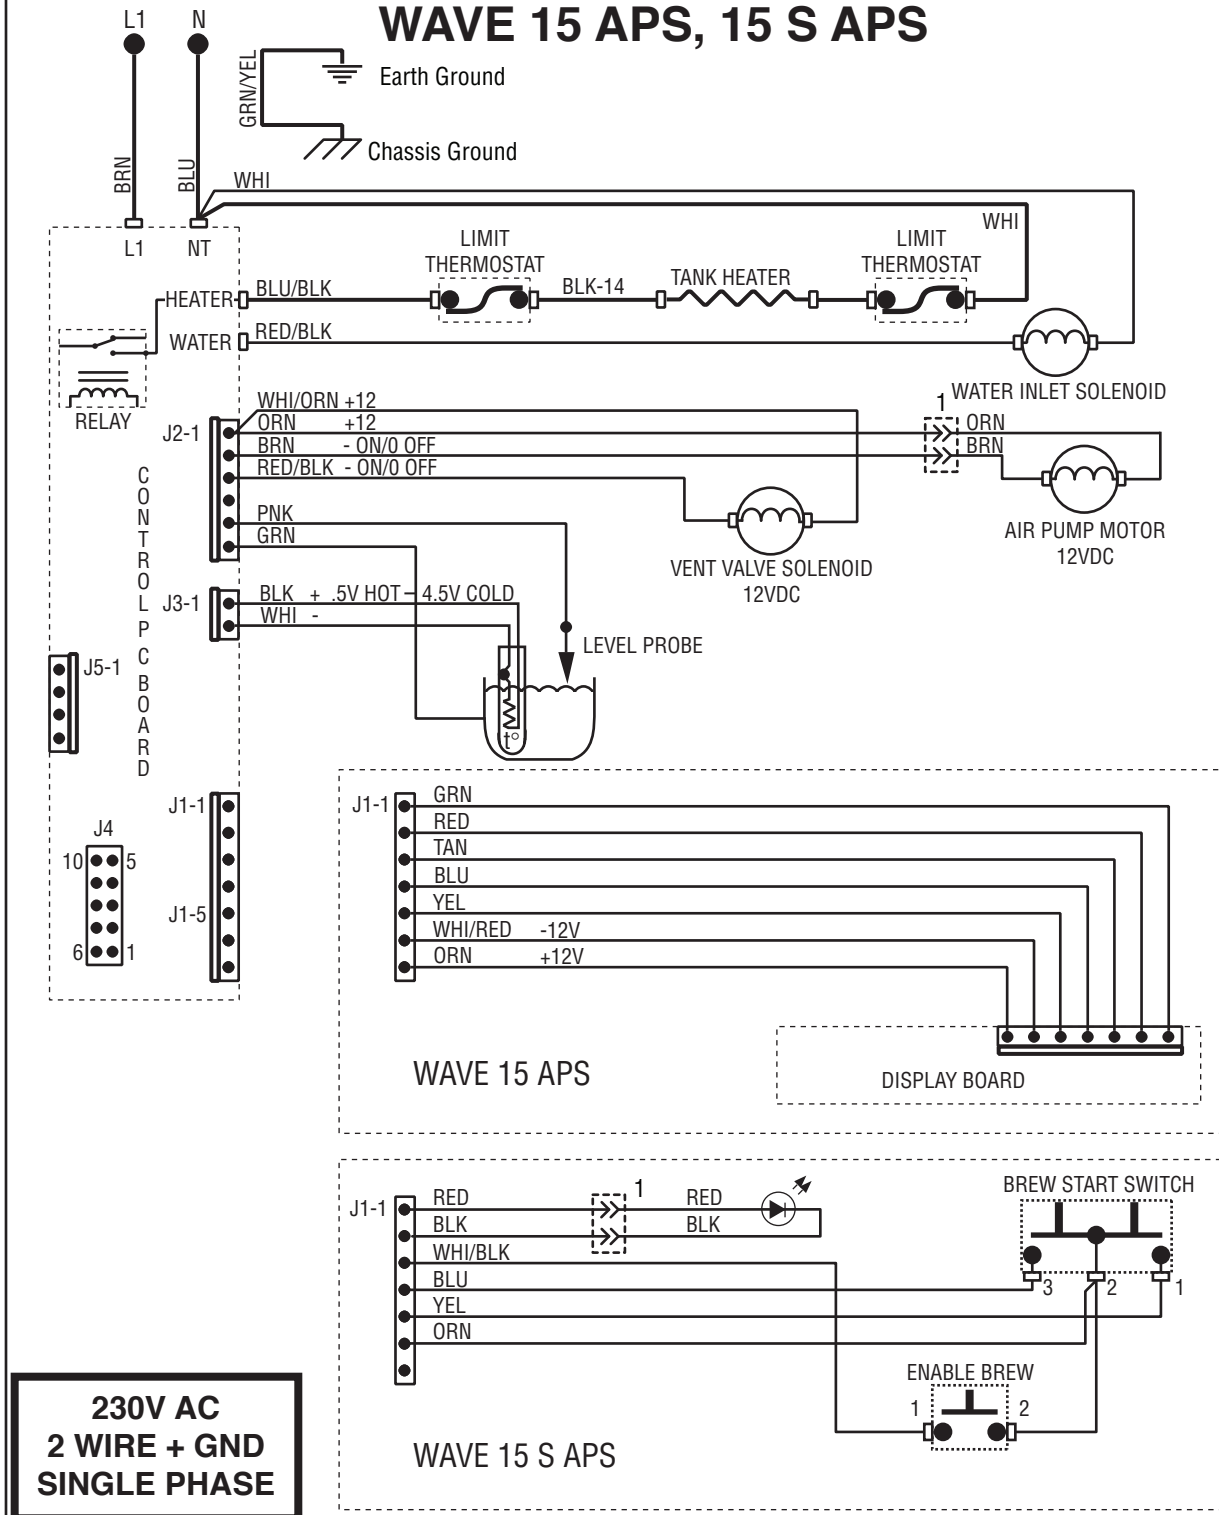 WAVE 15 APS, 15 S APS
L1 N
GRN/YEL
Earth Ground
Chassis Ground
BRN
BLU
WHI
WHI
L1 NT
LIMIT THERMOSTAT
LIMIT THERMOSTAT
HEATER
BLU/BLK
BLK-14
TANK HEATER
WATER
RED/BLK
WATER INLET SOLENOID
RELAY
WHI/ORN +12
J2-1
ORN +12
BRN - ON/0 OFF
RED/BLK - ON/0 OFF
1
ORN
BRN
PNK
GRN
VENT VALVE SOLENOID
12VDC
AIR PUMP MOTOR
12VDC
CONTROL PC BOARD
J3-1
BLK + .5V HOT – 4.5V COLD
WHI -
LEVEL PROBE
t°
J5-1
J1-1
J4
10 5
6 1
J1-5
J1-1
GRN
RED
TAN
BLU
YEL
WHI/RED -12V
ORN +12V
WAVE 15 APS
DISPLAY BOARD
J1-1
RED
1
RED
BLK
BLK
WHI/BLK
BLU
YEL
ORN
BREW START SWITCH
3 2 1
ENABLE BREW
1 2
WAVE 15 S APS
230V AC
2 WIRE + GND
SINGLE PHASE